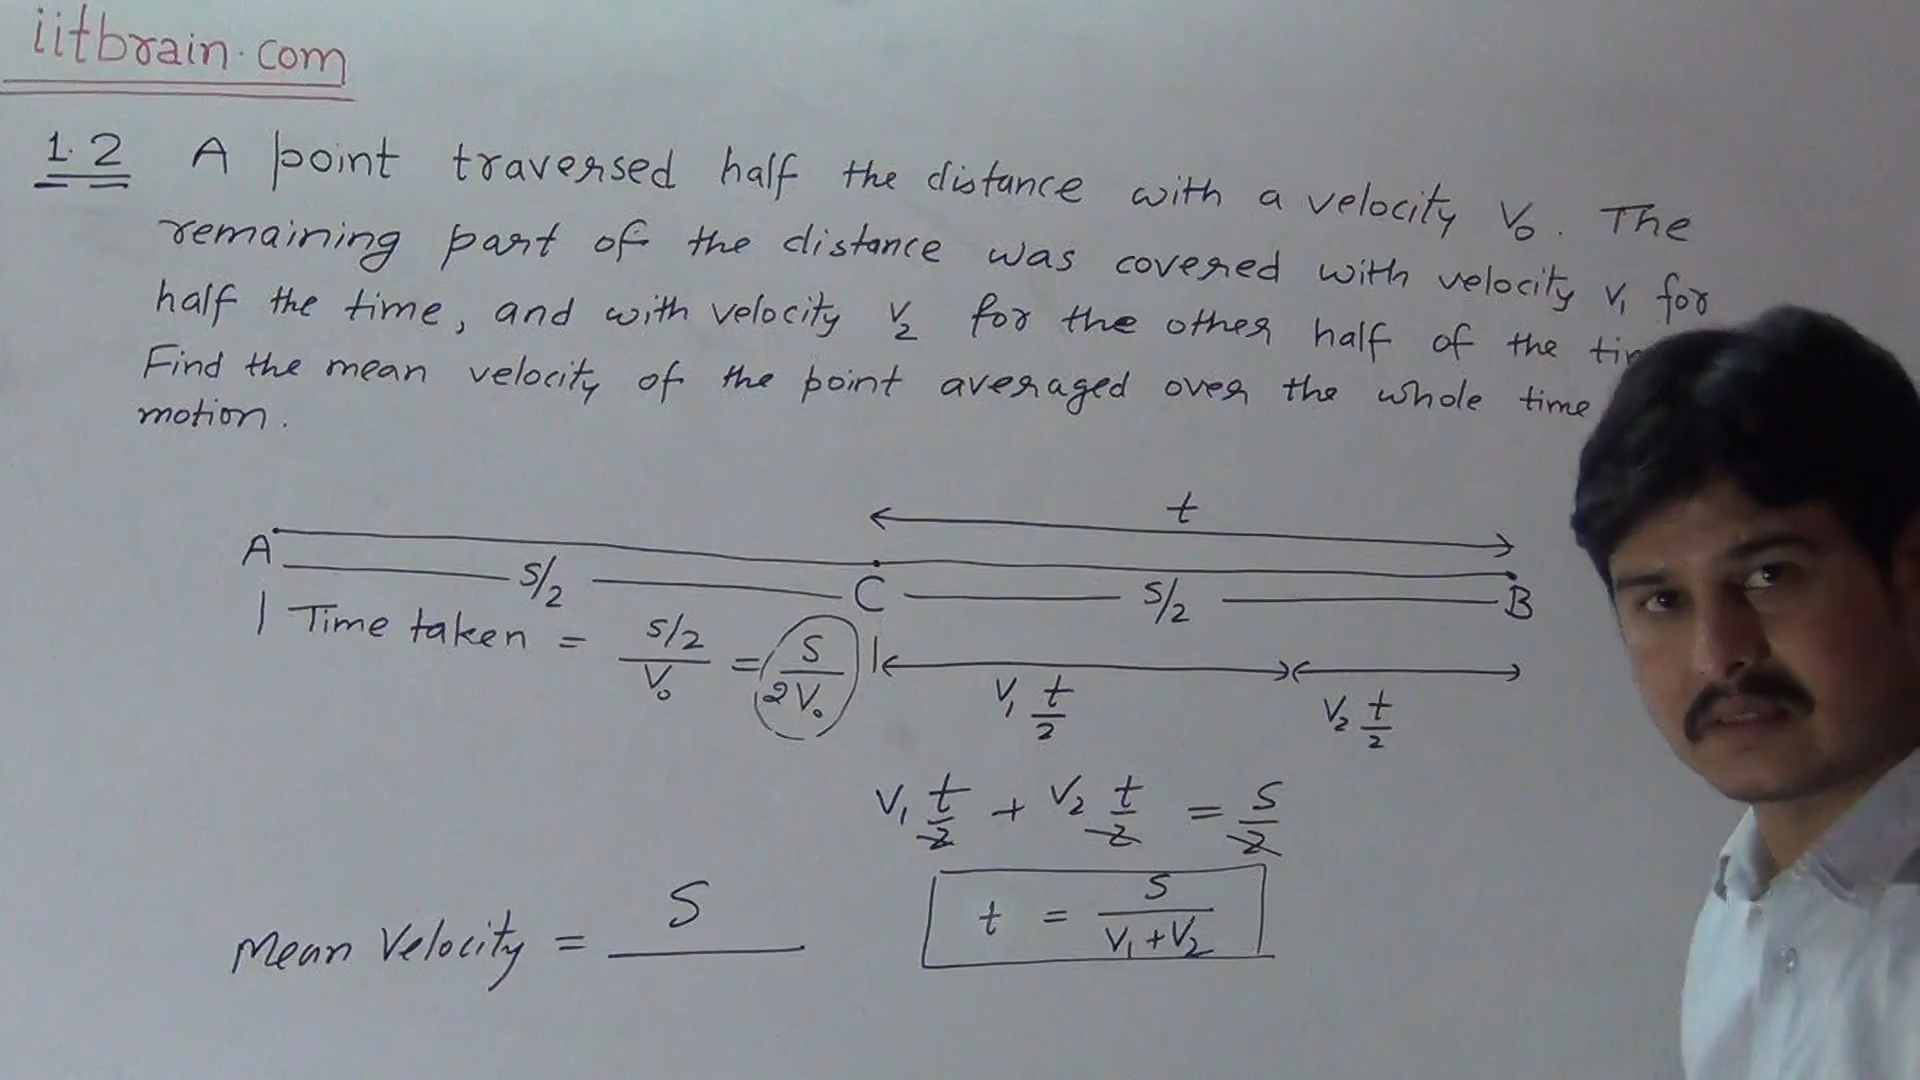 iitbrain.com
1.2 A point traversed half the distance with a velocity V₀. The
remaining part of the distance was covered with velocity V₁ for
half the time, and with velocity V₂ for the other half of the
Find the mean velocity of the point averaged over the whole time
motion.
t
A S/2 C S/2 B
Time taken = S/2 / V₀ = S / 2V₀
V₁ t/2 V₂ t/2
V₁ t/2 + V₂ t/2 = S/2
t = S / V₁+V₂
Mean Velocity = S /